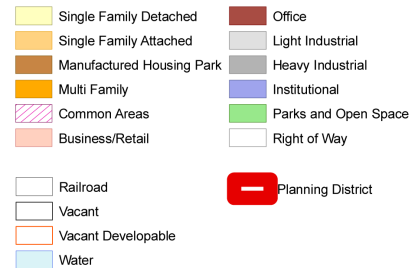 Single Family Detached
Single Family Attached
Manufactured Housing Park
Multi Family
Common Areas
Business/Retail
Office
Light Industrial
Heavy Industrial
Institutional
Parks and Open Space
Right of Way
Railroad
Vacant
Vacant Developable
Water
Planning District